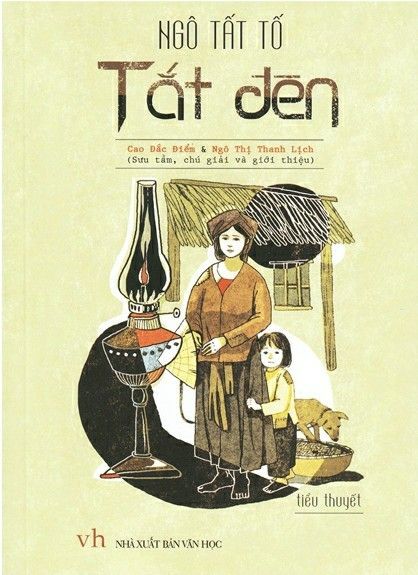 NGÔ TẤT TỐ
Tắt đèn
Cao Đắc Điểm & Ngô Thị Thanh Lịch
(Sưu tầm, chú giải và giới thiệu)
tiểu thuyết
vh NHÀ XUẤT BẢN VĂN HỌC